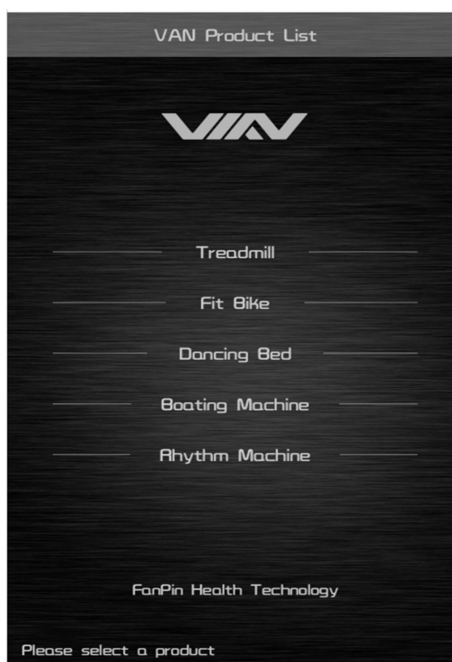 VAN Product List
VAN
Treadmill
Fit Bike
Dancing Bed
Boating Machine
Rhythm Machine
FanPin Health Technology
Please select a product